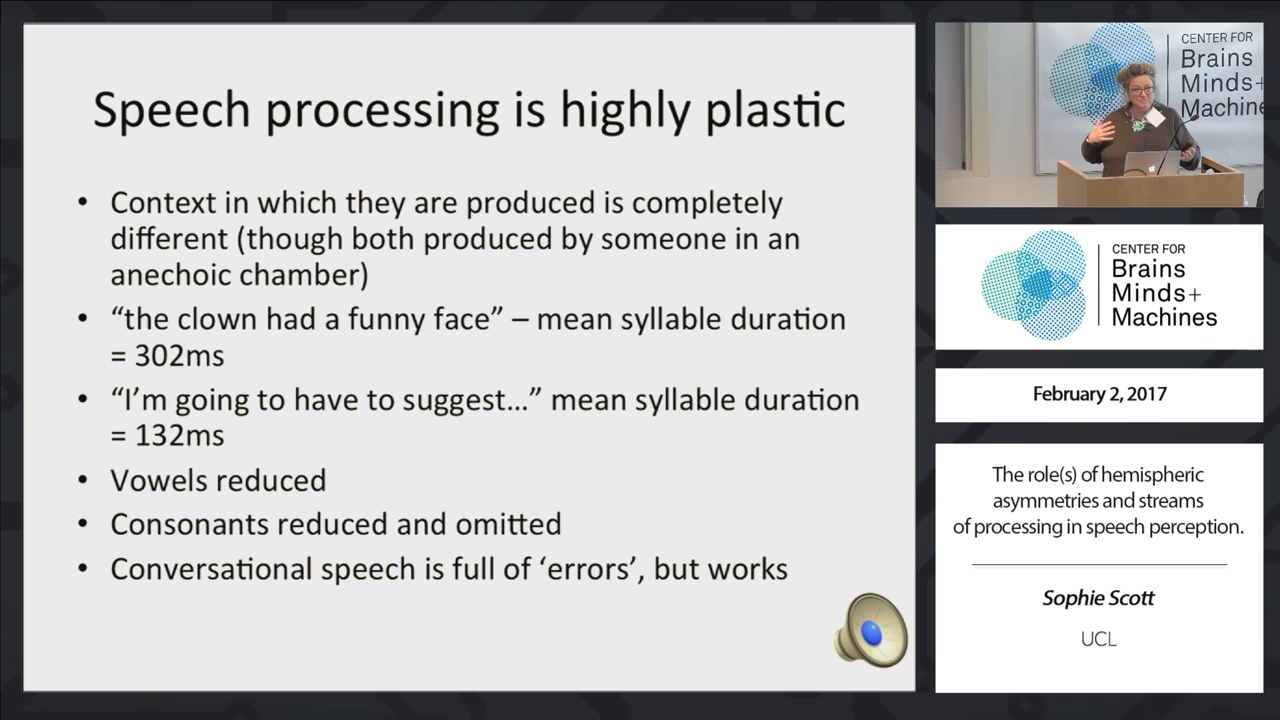 Speech processing is highly plastic
• Context in which they are produced is completely
different (though both produced by someone in an
anechoic chamber)
• “the clown had a funny face” – mean syllable duration
= 302ms
• “I’m going to have to suggest…” mean syllable duration
= 132ms
• Vowels reduced
• Consonants reduced and omitted
• Conversational speech is full of ‘errors’, but works
CENTER FOR
Brains
Minds+
Machine
CENTER FOR
Brains
Minds+
Machines
February 2, 2017
The role(s) of hemispheric
asymmetries and streams
of processing in speech perception.
Sophie Scott
UCL